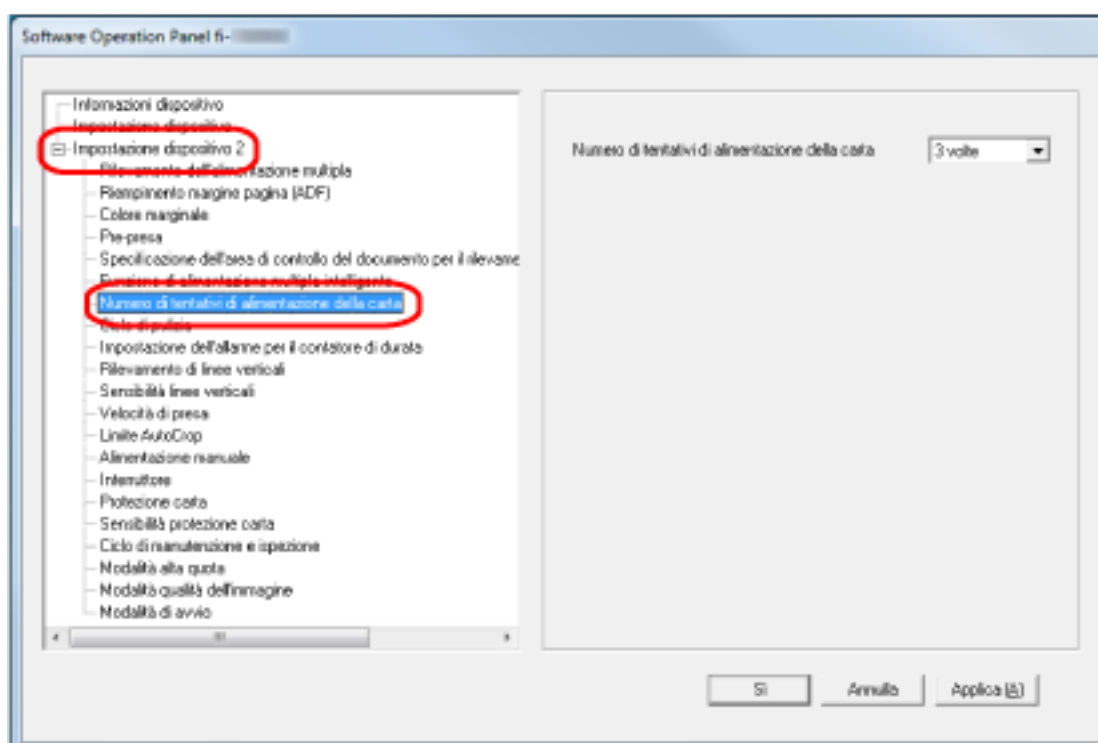 Software Operation Panel fi-
Informazioni dispositivo
Impostazione dispositivo
Impostazione dispositivo 2
Rilevamento dell'alimentazione multipla
Riempimento margine pagina (ADF)
Colore marginale
Pre-presa
Specificazione dell'area di controllo del documento per il rilevame
Funzione di alimentazione multipla intelligente
Numero di tentativi di alimentazione della carta
Ciclo di pulizia
Impostazione dell'allarme per il contatore di durata
Rilevamento di linee verticali
Sensibilità linee verticali
Velocità di presa
Limite AutoCrop
Alimentazione manuale
Interruttore
Protezione carta
Sensibilità protezione carta
Ciclo di manutenzione e ispezione
Modalità alta quota
Modalità qualità dell'immagine
Modalità di avvio
Numero di tentativi di alimentazione della carta
3 volte
Sì
Annulla
Applica (A)